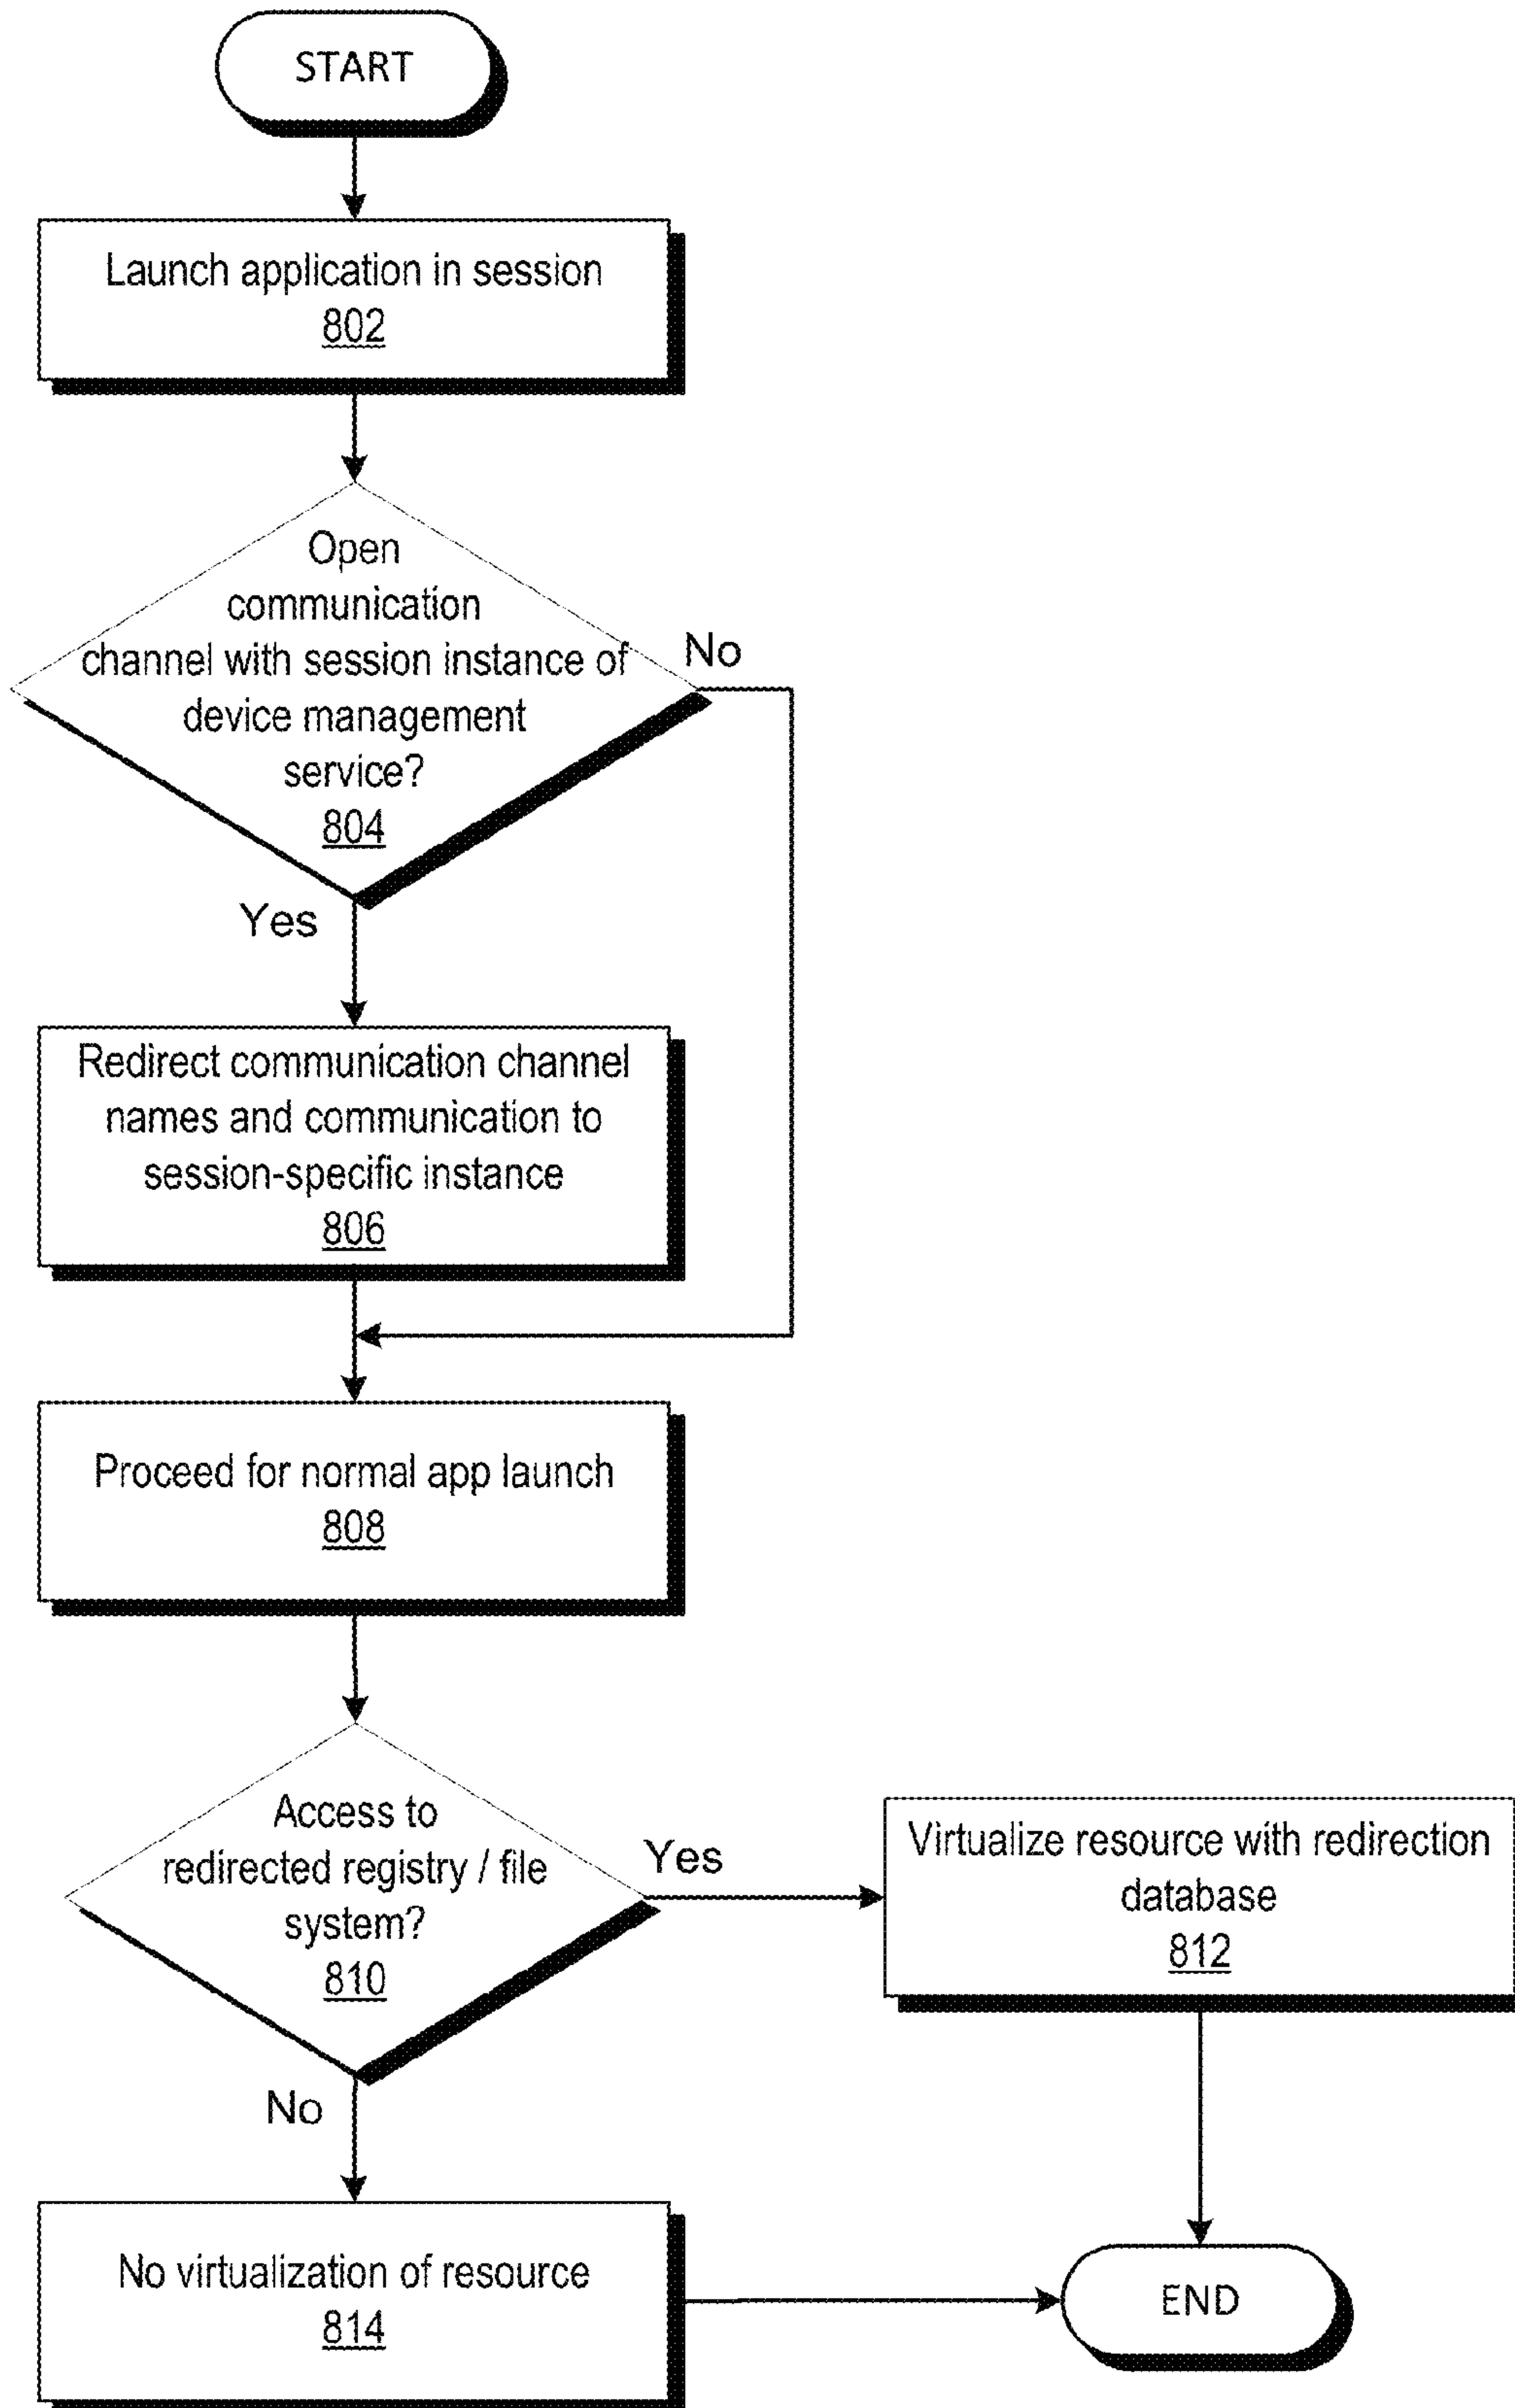 START
Launch application in session
802
Open
communication
channel with session instance of
device management
service?
804
No
Yes
Redirect communication channel
names and communication to
session-specific instance
806
Proceed for normal app launch
808
Access to
redirected registry / file
system?
810
Yes
Virtualize resource with redirection
database
812
No
No virtualization of resource
814
END